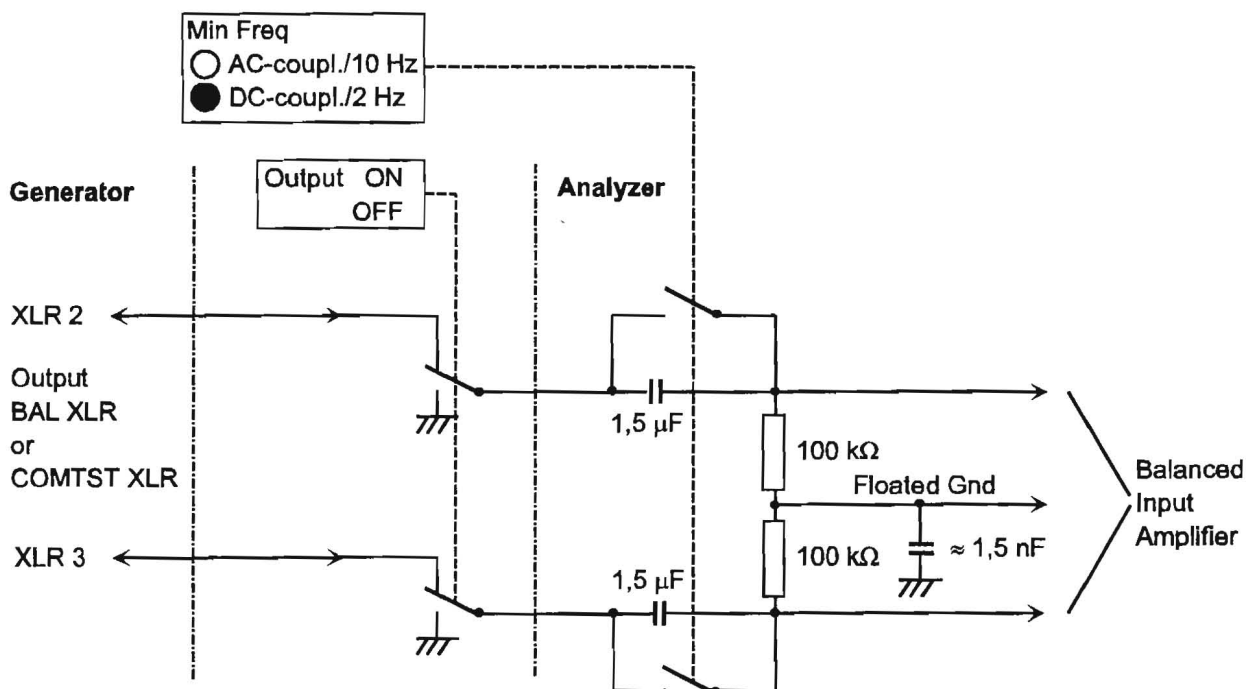 Min Freq
AC-coupl./10 Hz
DC-coupl./2 Hz
Generator
Output ON
OFF
Analyzer
XLR 2
Output
BAL XLR
or
COMTST XLR
XLR 3
1,5 µF
100 kΩ
Floated Gnd
100 kΩ
≈ 1,5 nF
1,5 µF
Balanced
Input
Amplifier